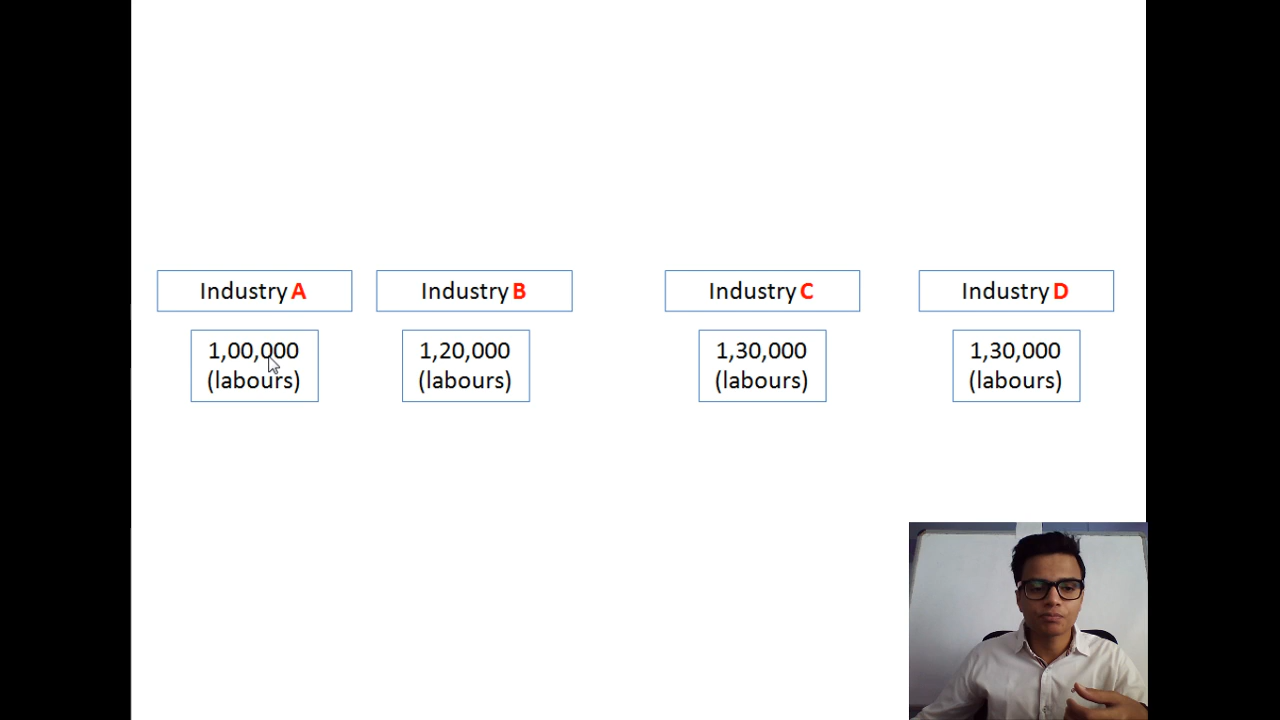 Industry A
Industry B
Industry C
Industry D
1,00,000
(labours)
1,20,000
(labours)
1,30,000
(labours)
1,30,000
(labours)